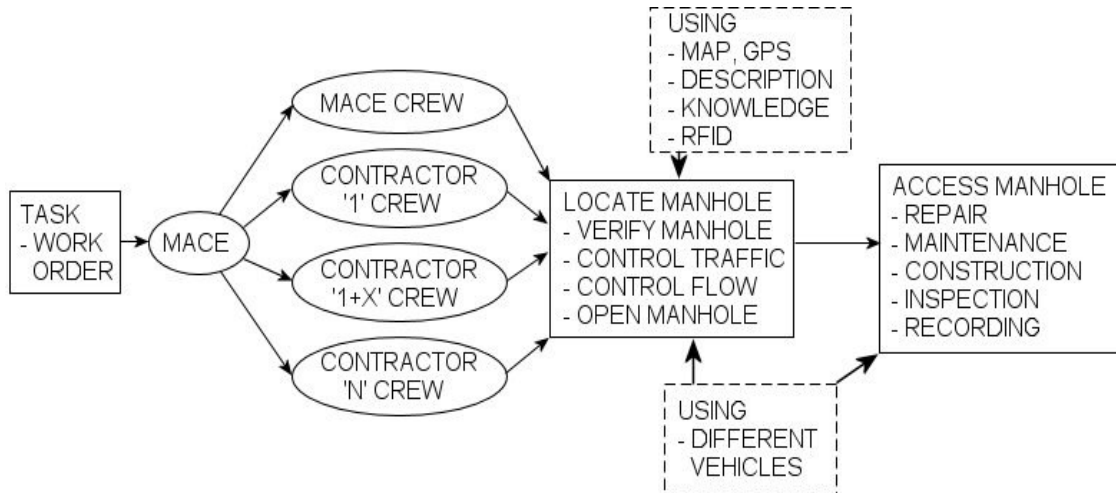 TASK
- WORK
ORDER
MACE
MACE CREW
CONTRACTOR
'1' CREW
CONTRACTOR
'1+X' CREW
CONTRACTOR
'N' CREW
USING
- MAP, GPS
- DESCRIPTION
- KNOWLEDGE
- RFID
LOCATE MANHOLE
- VERIFY MANHOLE
- CONTROL TRAFFIC
- CONTROL FLOW
- OPEN MANHOLE
USING
- DIFFERENT
VEHICLES
ACCESS MANHOLE
- REPAIR
- MAINTENANCE
- CONSTRUCTION
- INSPECTION
- RECORDING